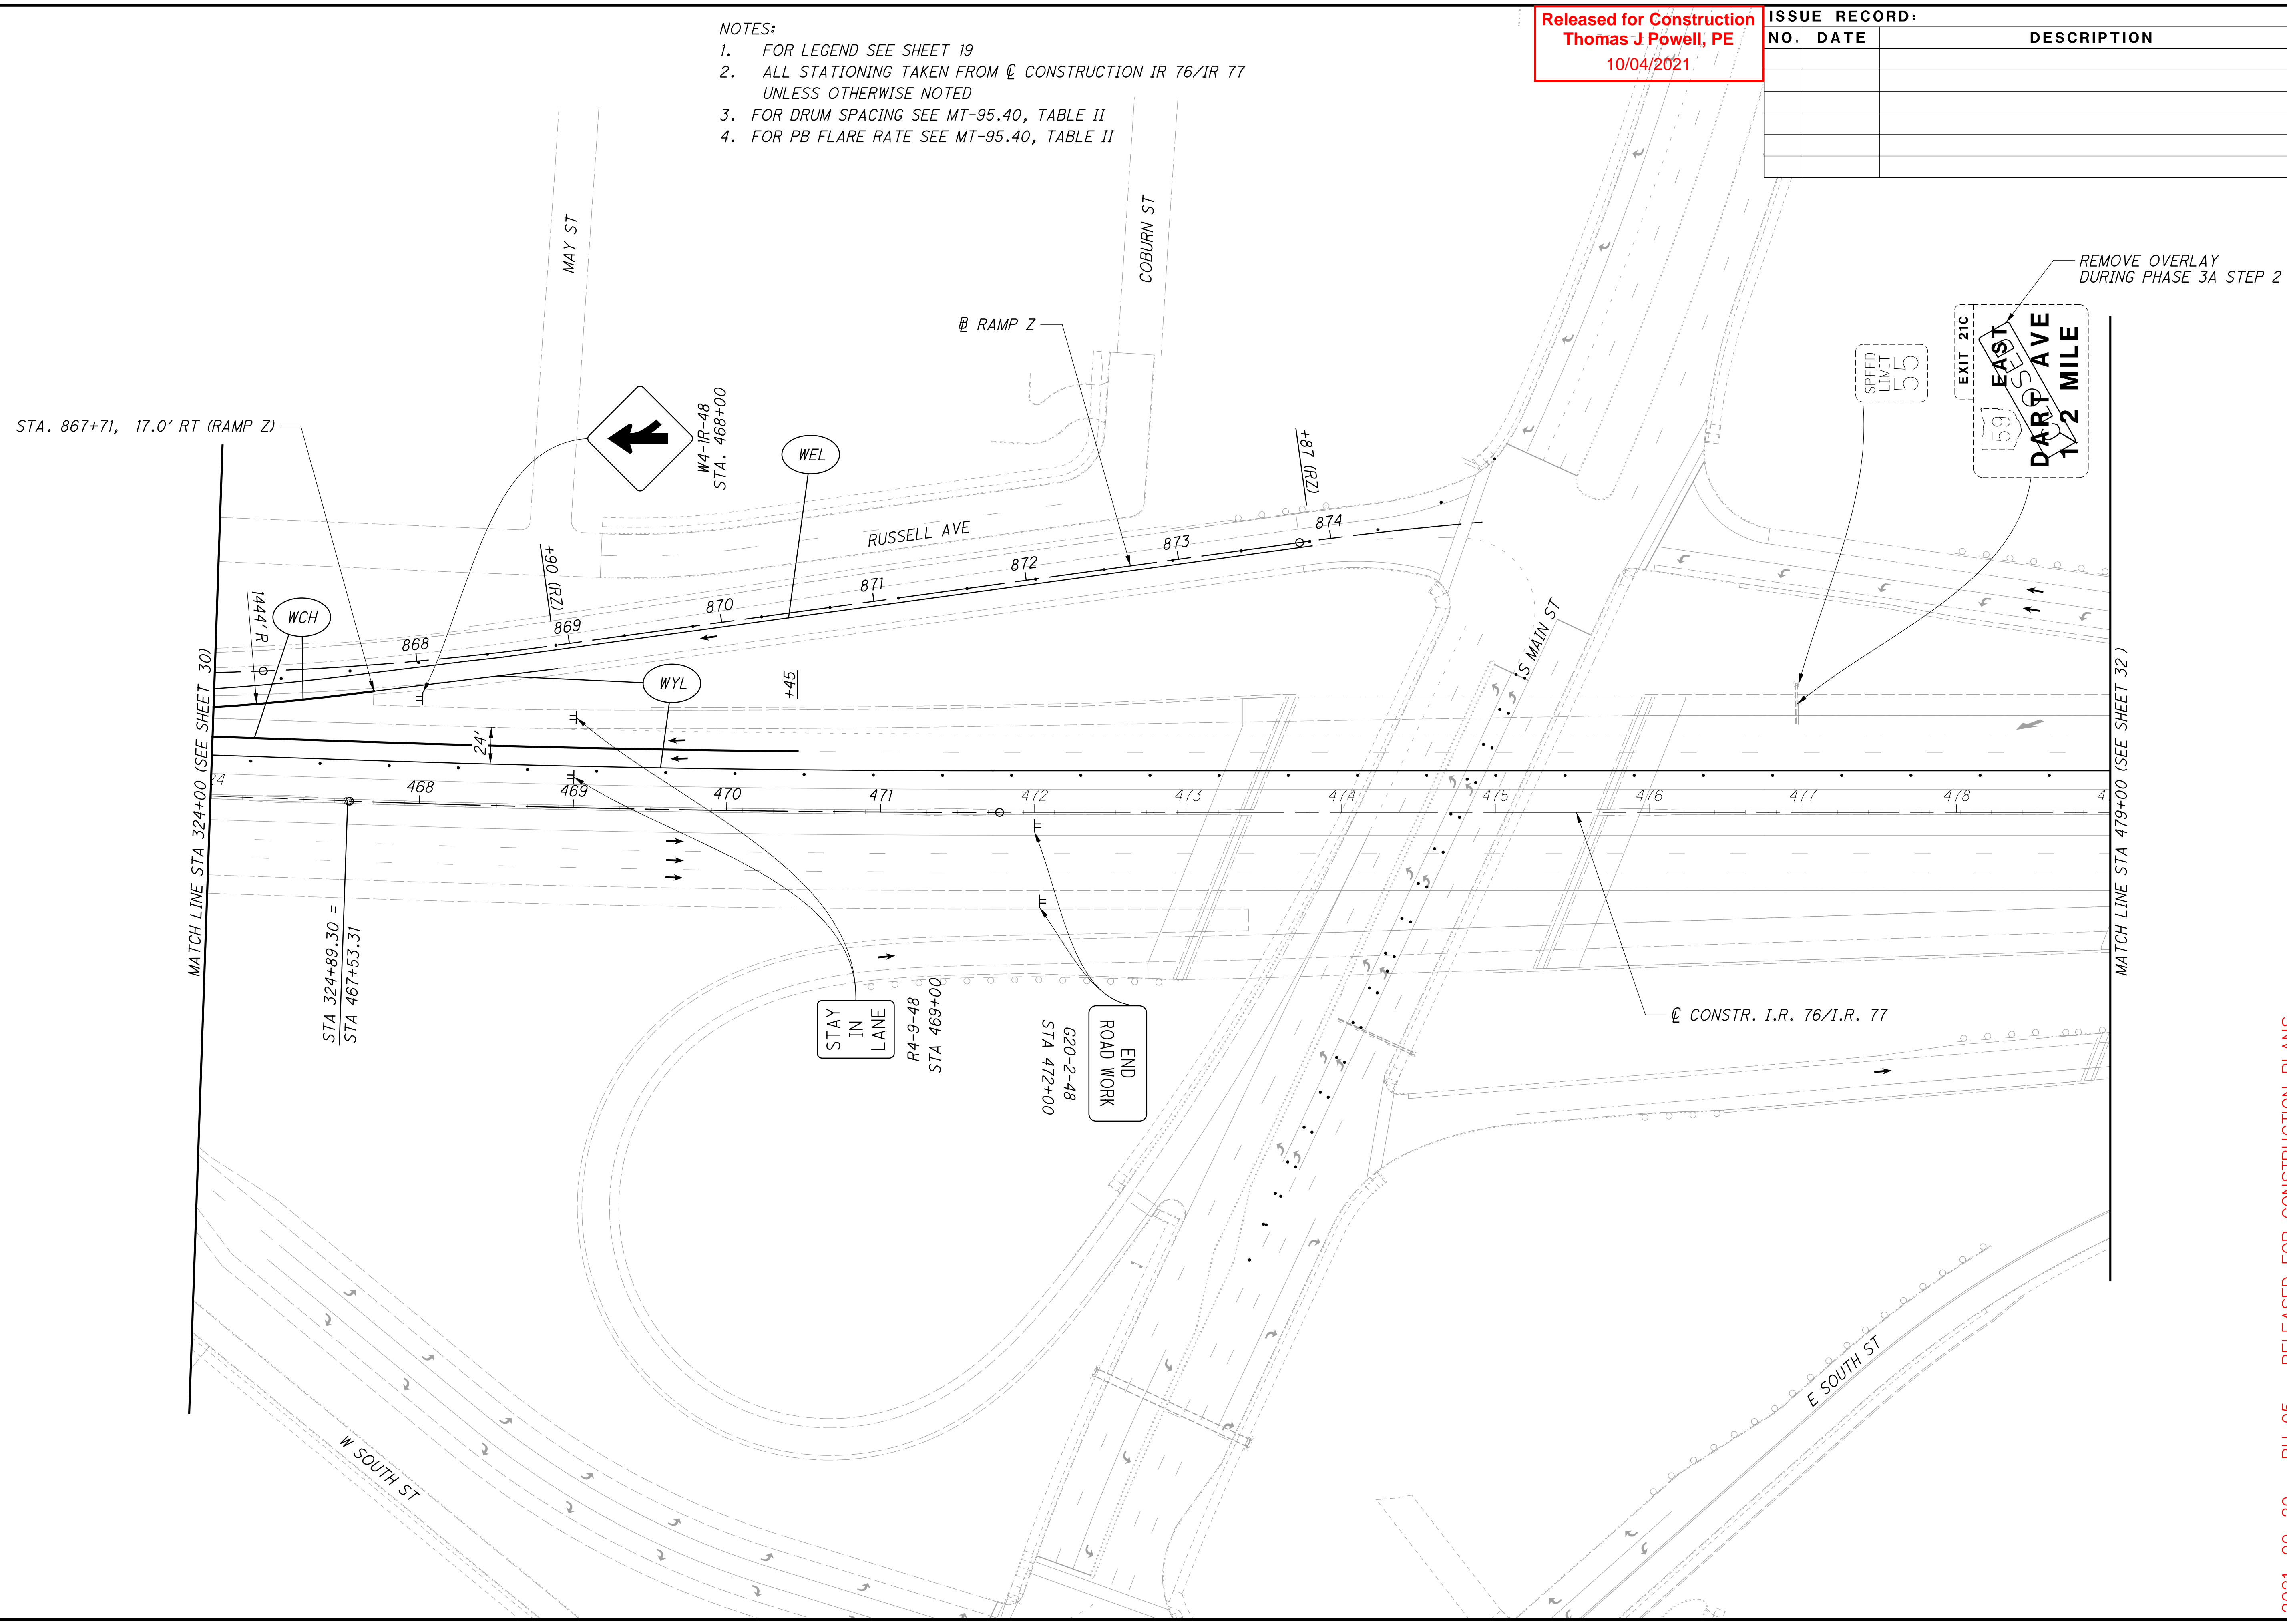 NOTES:
1. FOR LEGEND SEE SHEET 19
2. ALL STATIONING TAKEN FROM ℄ CONSTRUCTION IR 76/IR 77
UNLESS OTHERWISE NOTED
3. FOR DRUM SPACING SEE MT-95.40, TABLE II
4. FOR PB FLARE RATE SEE MT-95.40, TABLE II
Released for Construction
Thomas J Powell, PE
10/04/2021
ISSUE RECORD:
NO. DATE DESCRIPTION
MAY ST
COBURN ST
REMOVE OVERLAY
DURING PHASE 3A STEP 2
EXIT 21C
59 EAST
DART AVE
1 2 MILE
CLOSED
SPEED
LIMIT
55
RAMP Z
STA. 867+71, 17.0' RT (RAMP Z)
W4-1R-48
STA. 468+00
WEL
+87 (RZ)
RUSSELL AVE
+90 (RZ)
868 869 870 871 872 873 874
1444' R
WCH
WYL
+45
S MAIN ST
24'
24
468 469 470 471 472 473 474 475 476 477 478 4
MATCH LINE STA 324+00 (SEE SHEET 30)
MATCH LINE STA 479+00 (SEE SHEET 32)
STA 324+89.30 =
STA 467+53.31
STAY
IN
LANE
R4-9-48
STA 469+00
END
ROAD WORK
G20-2-48
STA 472+00
℄ CONSTR. I.R. 76/I.R. 77
W SOUTH ST
E SOUTH ST